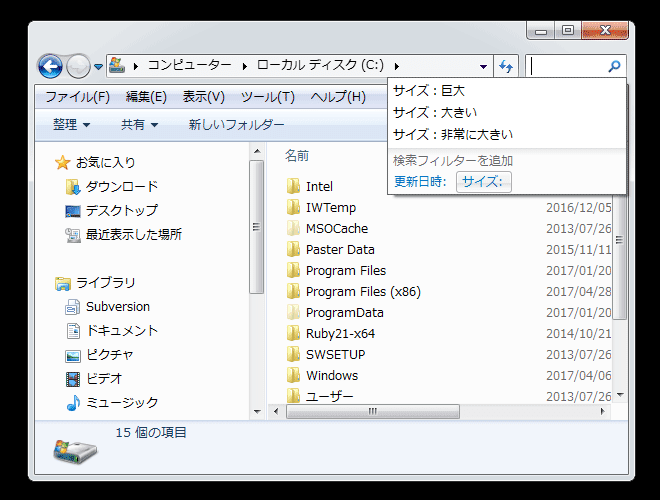 コンピューター ローカル ディスク (C:)
ファイル(F) 編集(E) 表示(V) ツール(T) ヘルプ(H)
サイズ : 巨大
サイズ : 大きい
サイズ : 非常に大きい
検索フィルターを追加
更新日時: サイズ:
整理 共有 新しいフォルダー
お気に入り
ダウンロード
デスクトップ
最近表示した場所
ライブラリ
Subversion
ドキュメント
ピクチャ
ビデオ
ミュージック
名前
Intel
IWTemp 2016/12/05
MSOCache 2013/07/26
Paster Data 2015/11/11
Program Files 2017/01/20
Program Files (x86) 2017/04/28
ProgramData 2017/01/20
Ruby21-x64 2014/10/21
SWSETUP 2013/07/26
Windows 2017/04/06
ユーザー 2013/07/26
15 個の項目